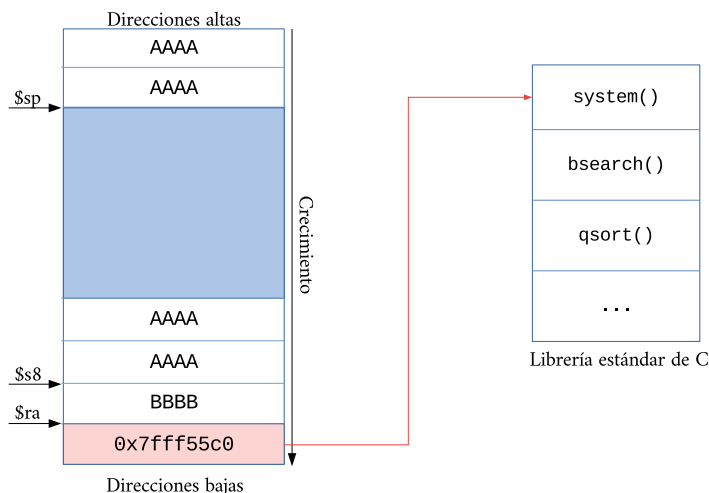 Direcciones altas
AAAA
AAAA
$sp
Crecimiento
AAAA
AAAA
$s8
BBBB
$ra
0x7fff55c0
Direcciones bajas
system()
bsearch()
qsort()
...
Librería estándar de C